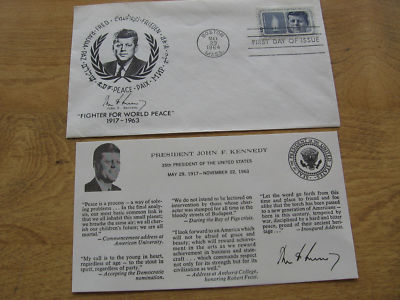 BOSTON
MAY
29
1964
MASS.
FIRST DAY OF ISSUE
PEACE · PAIX · МИР
"FIGHTER FOR WORLD PEACE"
1917 - 1963
PRESIDENT JOHN F. KENNEDY
35th PRESIDENT OF THE UNITED STATES
MAY 29, 1917 - NOVEMBER 22, 1963
"Peace is a process — a way of solv-
ing problems . . . In the final analy-
sis, our most basic common link is
that we all inhabit this small planet;
we all breathe the same air; we all
cherish our children's future; we are all
mortal."
— Commencement address at
American University.
"My call is to the young in heart,
regardless of age — to the stout in
spirit, regardless of party."
— Accepting the Democratic
nomination.
"We do not intend to be lectured on
intervention by those whose char-
acter was stamped for all time in the
bloody streets of Budapest."
— During the Bay of Pigs crisis.
"I look forward to an America which
will not be afraid of grace and
beauty; which will reward
achievement in the arts as we reward
achievement in business and state-
craft . . . which commands respect
not only for its strength but for its
civilization as well."
— Address at Amherst College,
honoring Robert Frost.
"Let the word go forth from this
time and place to friend and foe
alike that the torch has been passed
to a new generation of Americans —
born in this century, tempered by
war, disciplined by a hard and bitter
peace, proud of our ancient heritage
. . ."
— Inaugural Address